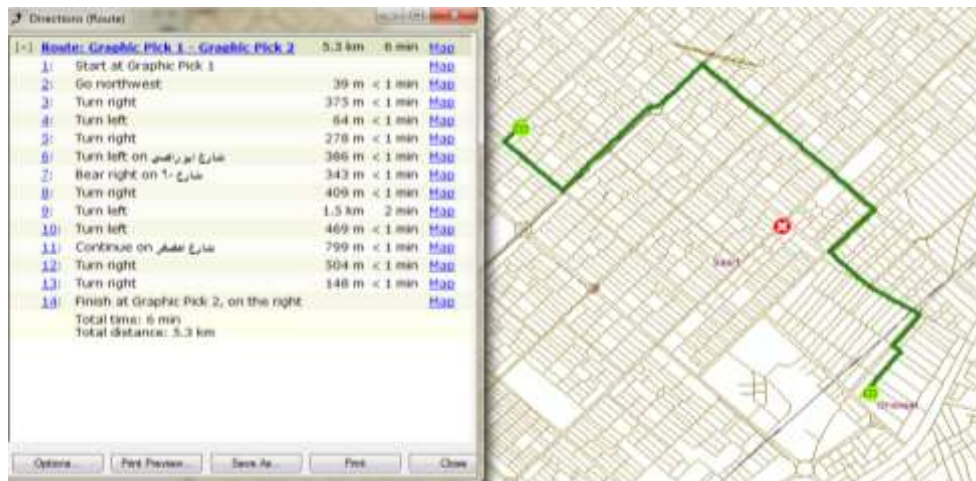 Directions (Route)
[-] Route: Graphic Pick 1 - Graphic Pick 2 5.3 km 6 min Map
1: Start at Graphic Pick 1 Map
2: Go northwest 39 m < 1 min Map
3: Turn right 375 m < 1 min Map
4: Turn left 64 m < 1 min Map
5: Turn right 278 m < 1 min Map
6: Turn left on شارع 386 m < 1 min Map
7: Bear right on شارع ٦٠ 343 m < 1 min Map
8: Turn right 409 m < 1 min Map
9: Turn left 1.5 km 2 min Map
10: Turn left 469 m < 1 min Map
11: Continue on شارع 799 m < 1 min Map
12: Turn right 504 m < 1 min Map
13: Turn right 148 m < 1 min Map
14: Finish at Graphic Pick 2, on the right Map
Total time: 6 min
Total distance: 5.3 km
Options... Print Preview... Save As... Print Close